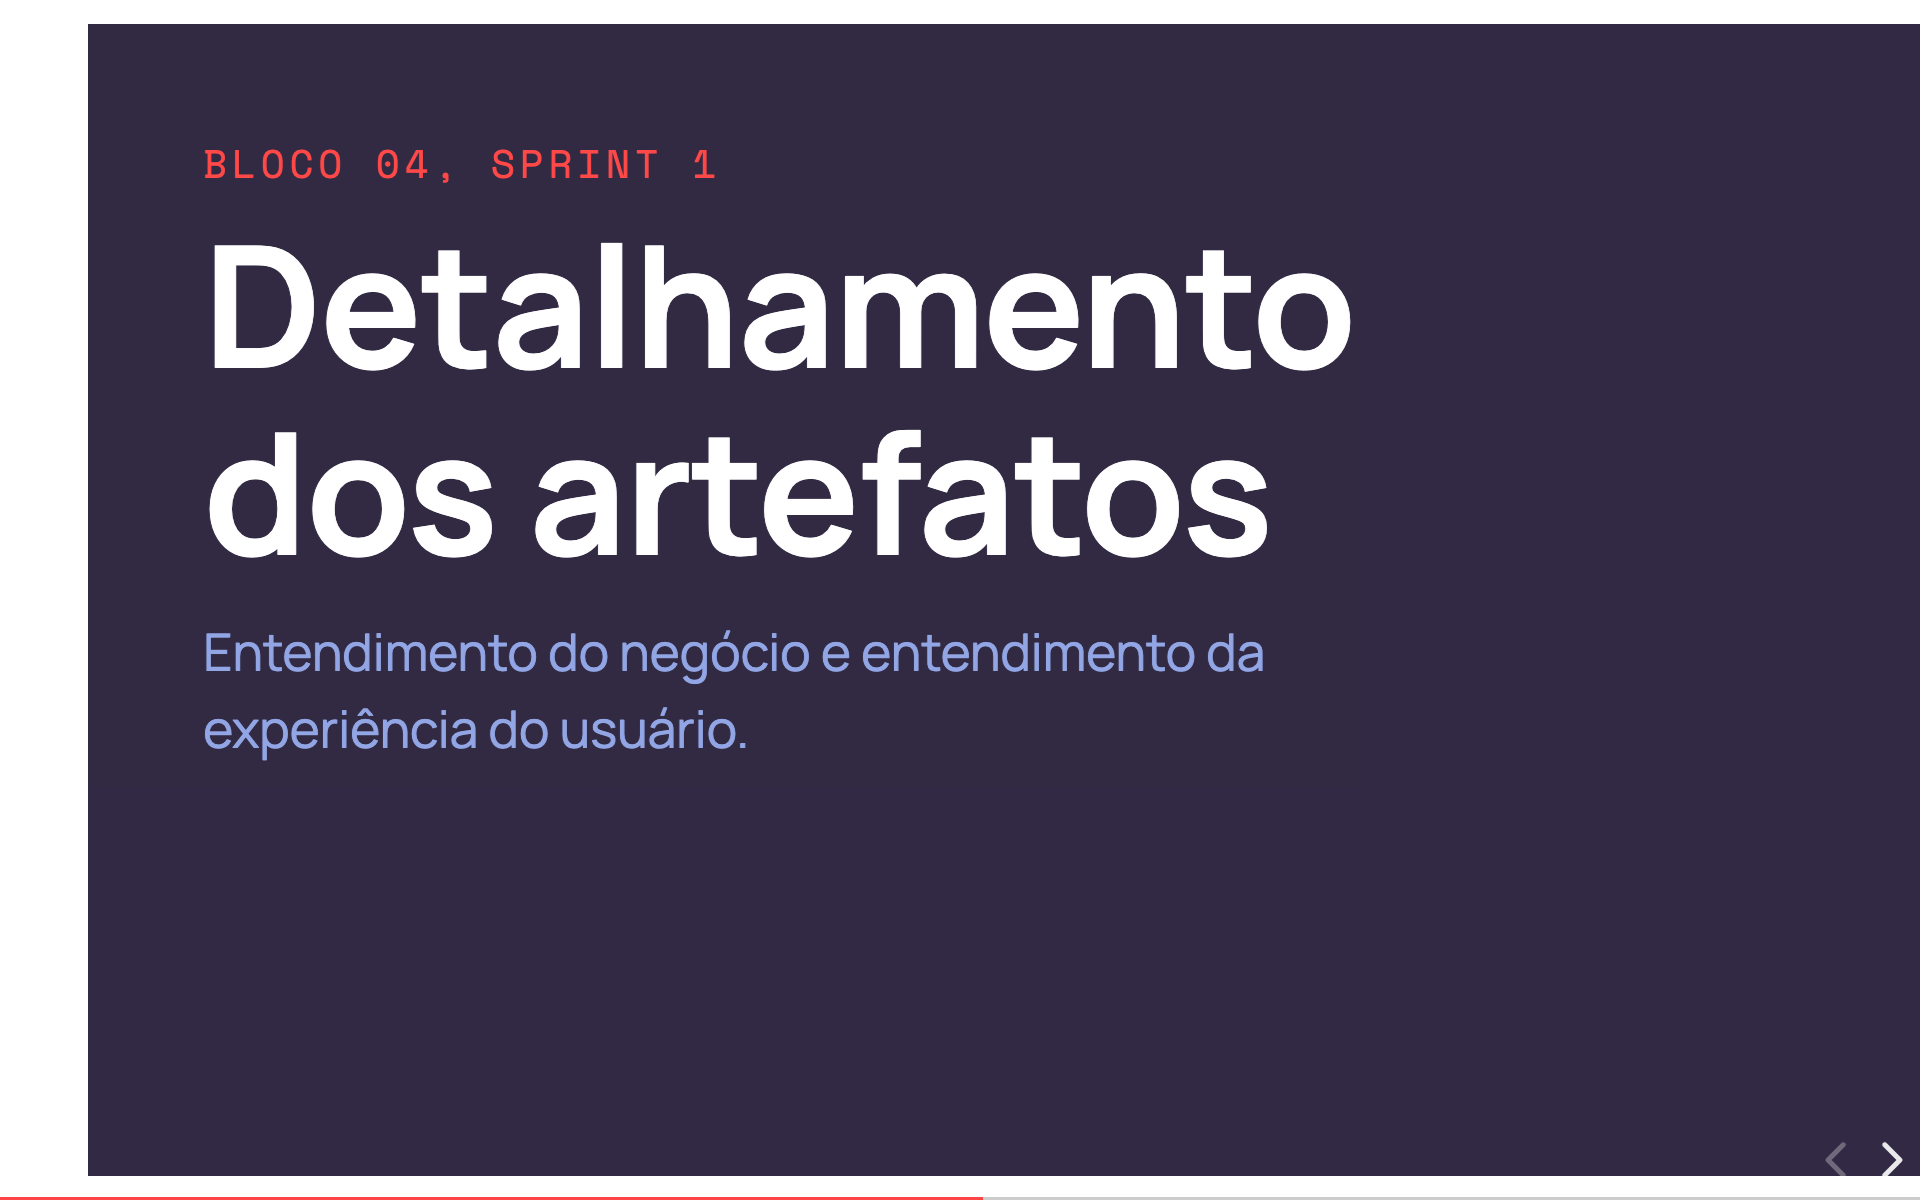 BLOCO 04, SPRINT 1
Detalhamento
dos artefatos
Entendimento do negócio e entendimento da
experiência do usuário.